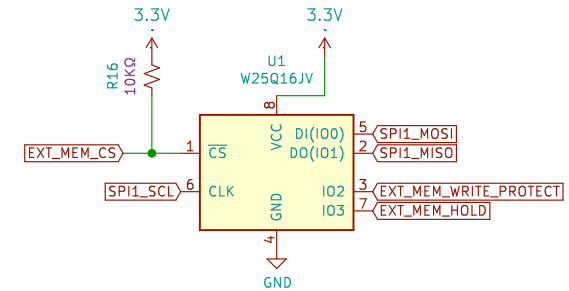 3.3V
3.3V
R16
10KΩ
U1
W25Q16JV
8
VCC
EXT_MEM_CS
1
CS
DI(IO0)
5
SPI1_MOSI
DO(IO1)
2
SPI1_MISO
SPI1_SCL
6
CLK
IO2
3
EXT_MEM_WRITE_PROTECT
GND
IO3
7
EXT_MEM_HOLD
4
GND